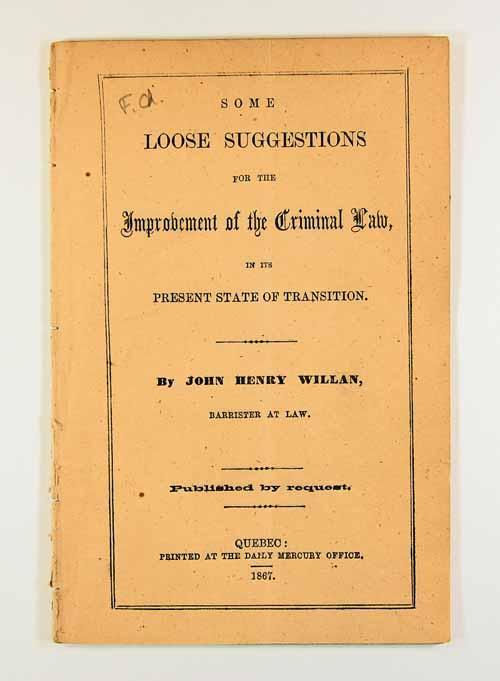 F.A.
SOME
LOOSE SUGGESTIONS
FOR THE
Improvement of the Criminal Law,
IN ITS
PRESENT STATE OF TRANSITION.
By JOHN HENRY WILLAN,
BARRISTER AT LAW.
Published by request.
QUEBEC:
PRINTED AT THE DAILY MERCURY OFFICE.
1867.